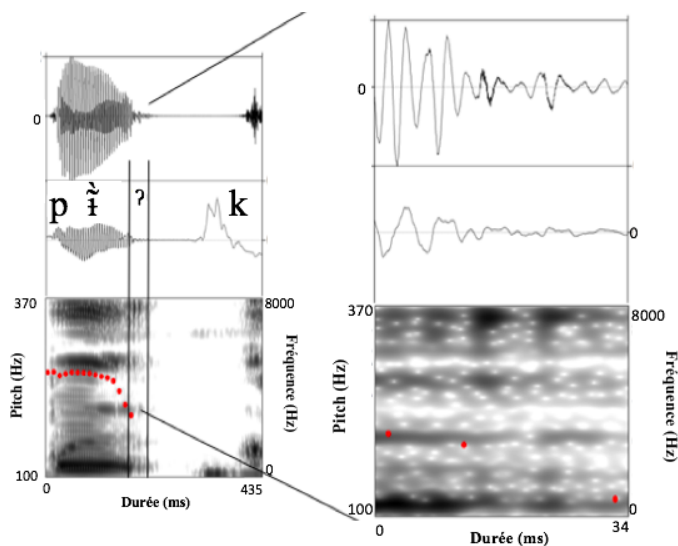 0
p ɨ̃̀ ʔ k
370
8000
Pitch (Hz)
Fréquence (Hz)
100
0
0
435
Durée (ms)
0
0
370
8000
Pitch (Hz)
Fréquence (Hz)
100
0
0
34
Durée (ms)